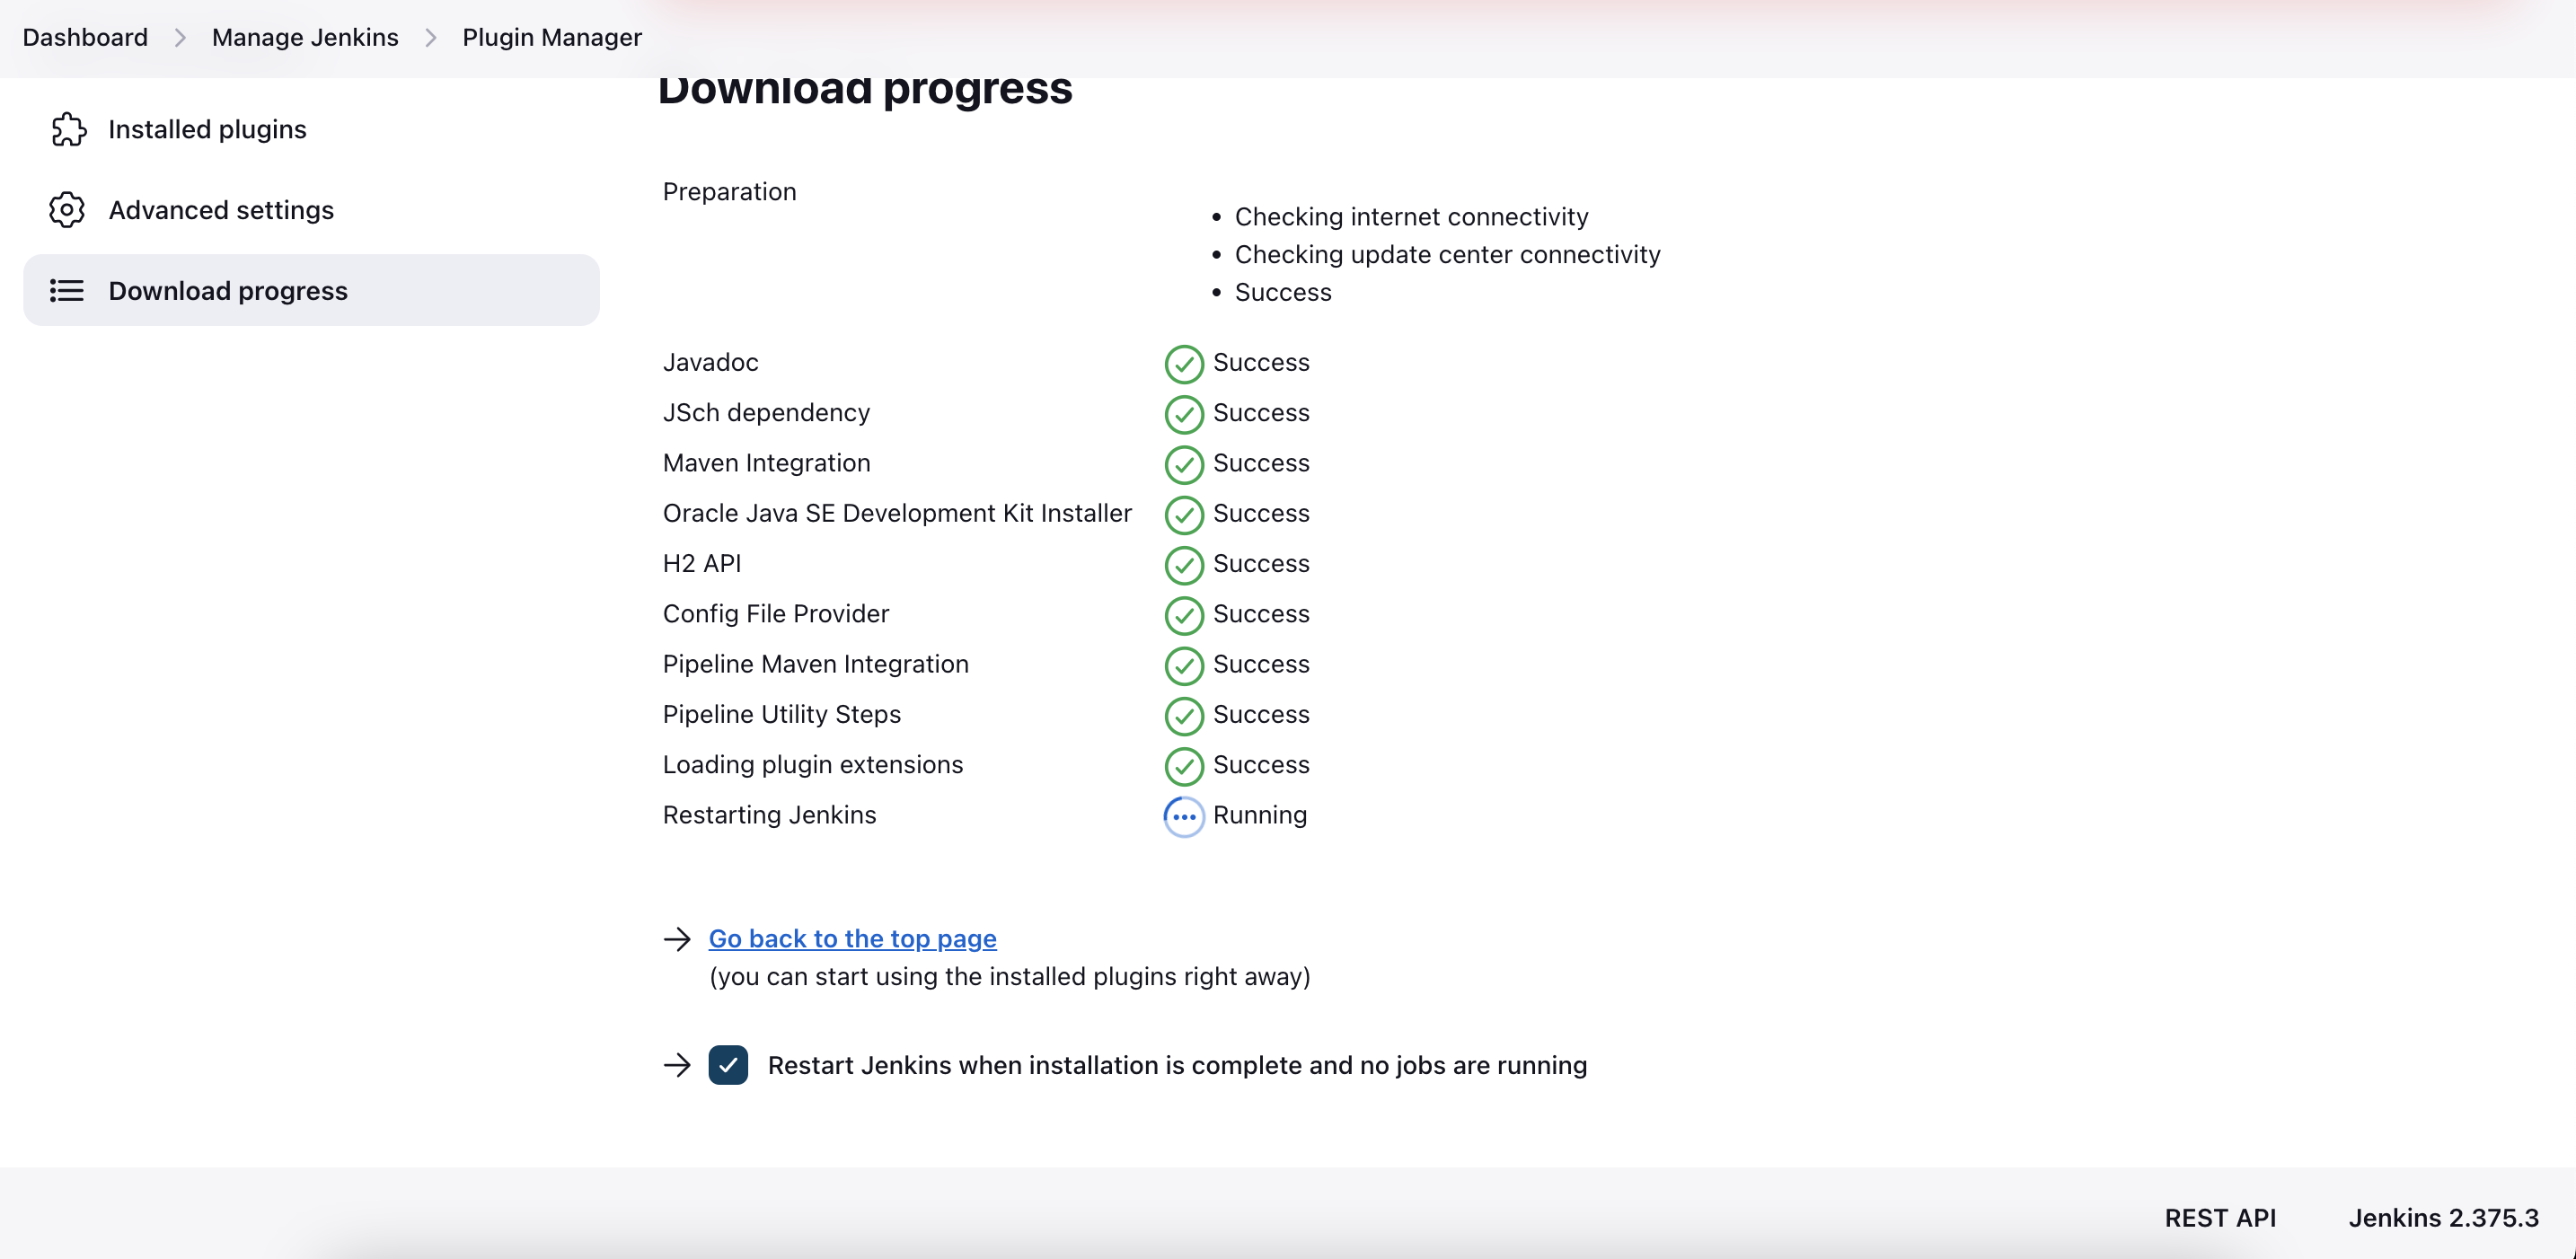 Dashboard > Manage Jenkins > Plugin Manager
Installed plugins
Advanced settings
Download progress
Download progress
Preparation
• Checking internet connectivity
• Checking update center connectivity
• Success
Javadoc Success
JSch dependency Success
Maven Integration Success
Oracle Java SE Development Kit Installer Success
H2 API Success
Config File Provider Success
Pipeline Maven Integration Success
Pipeline Utility Steps Success
Loading plugin extensions Success
Restarting Jenkins Running
→ Go back to the top page
(you can start using the installed plugins right away)
→ Restart Jenkins when installation is complete and no jobs are running
REST API Jenkins 2.375.3